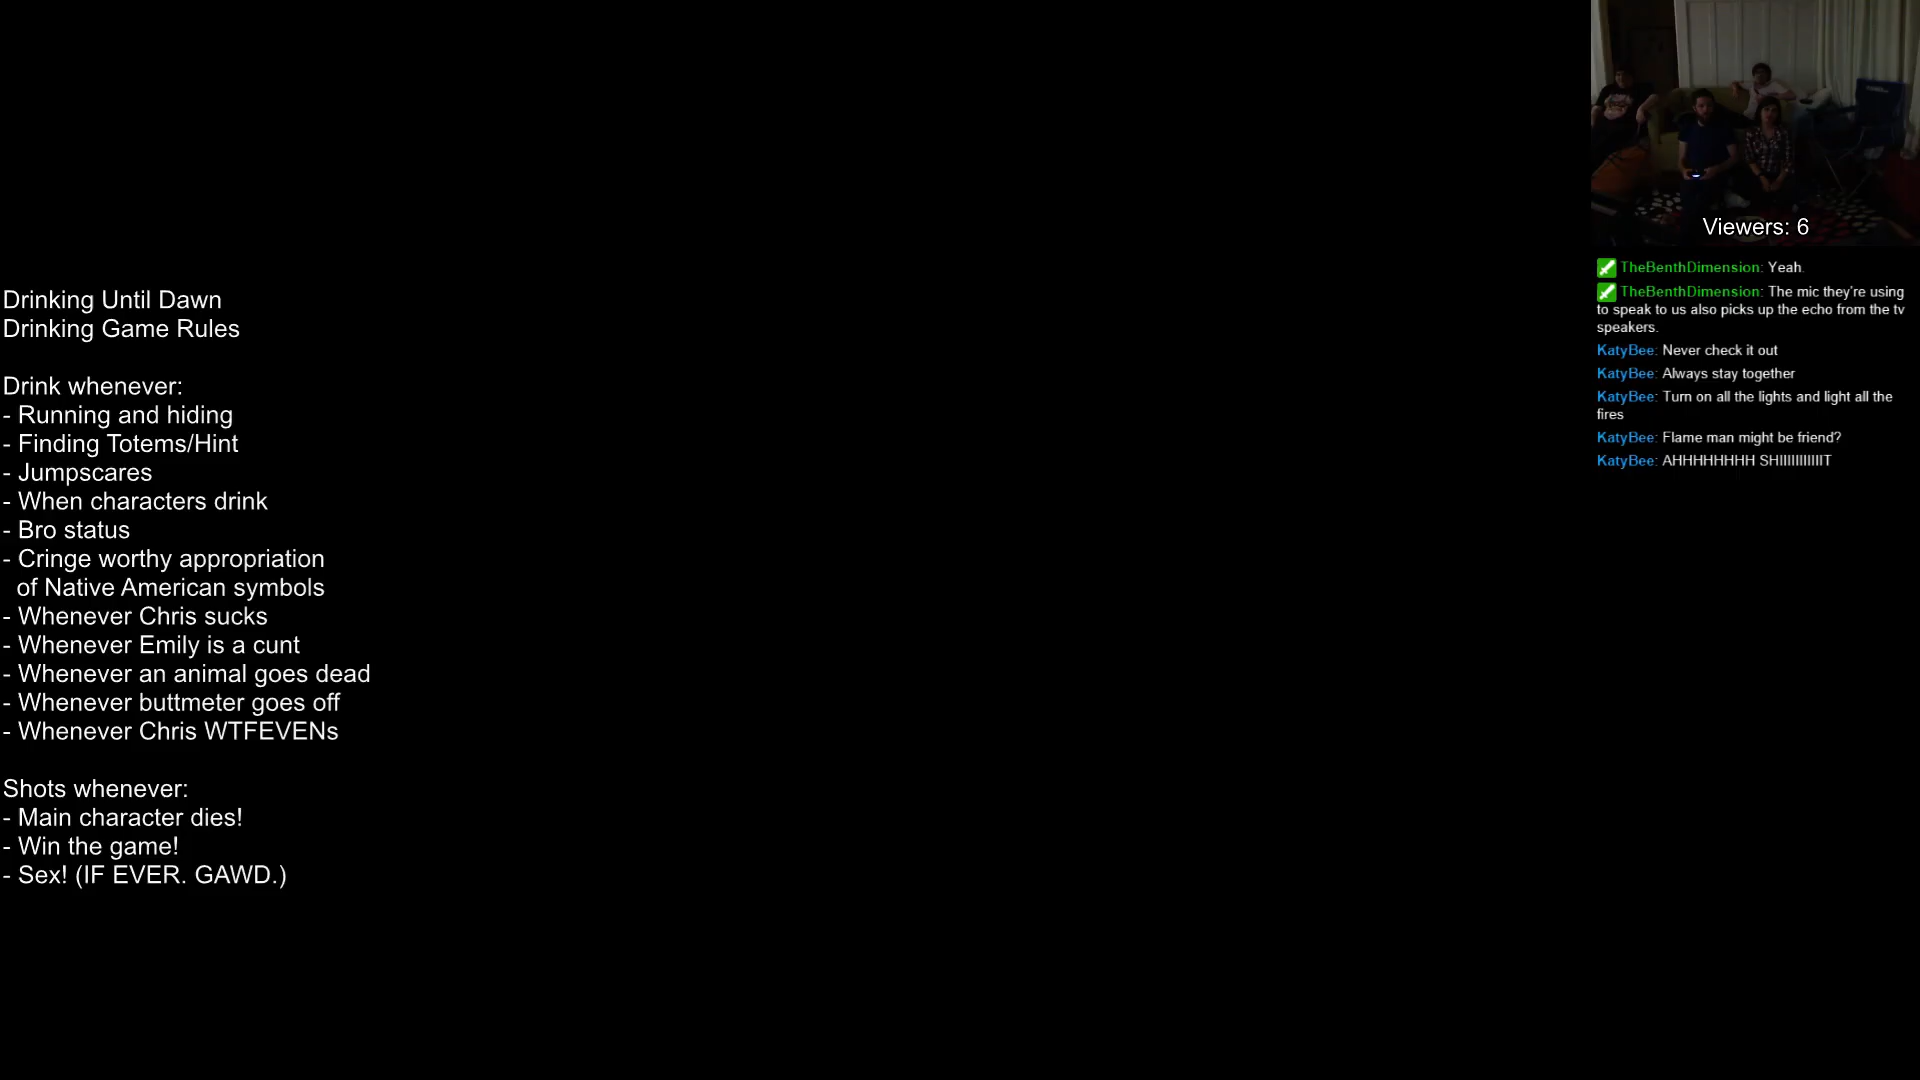 Drinking Until Dawn
Drinking Game Rules
Drink whenever:
- Running and hiding
- Finding Totems/Hint
- Jumpscares
- When characters drink
- Bro status
- Cringe worthy appropriation
of Native American symbols
- Whenever Chris sucks
- Whenever Emily is a cunt
- Whenever an animal goes dead
- Whenever buttmeter goes off
- Whenever Chris WTFEVENs
Shots whenever:
- Main character dies!
- Win the game!
- Sex! (IF EVER. GAWD.)
Viewers: 6
TheBenthDimension: Yeah.
TheBenthDimension: The mic they're using
to speak to us also picks up the echo from the tv
speakers.
KatyBee: Never check it out
KatyBee: Always stay together
KatyBee: Turn on all the lights and light all the
fires
KatyBee: Flame man might be friend?
KatyBee: AHHHHHHHH SHIIIIIIIIIIIT